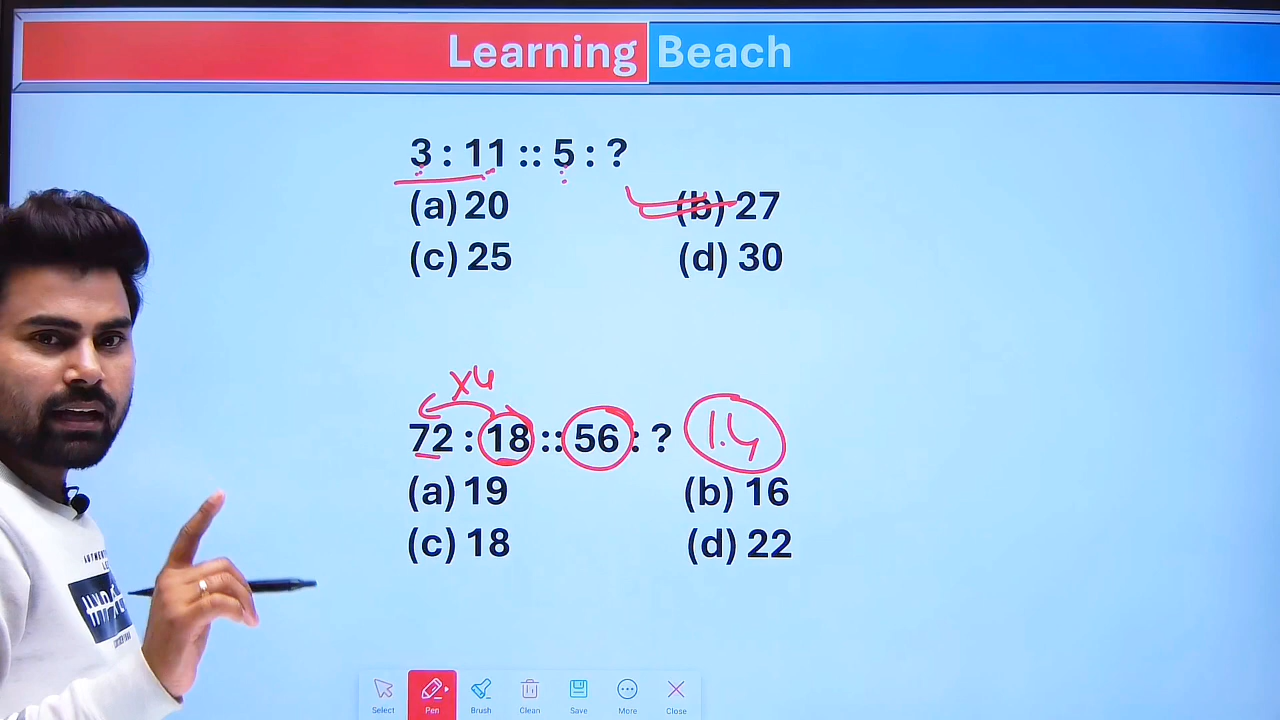 Learning Beach
3 : 11 :: 5 : ?
(a) 20 (b) 27
(c) 25 (d) 30
×4
72 : 18 :: 56 : ? 14
(a) 19 (b) 16
(c) 18 (d) 22
Select Pen Brush Clean Save More Close